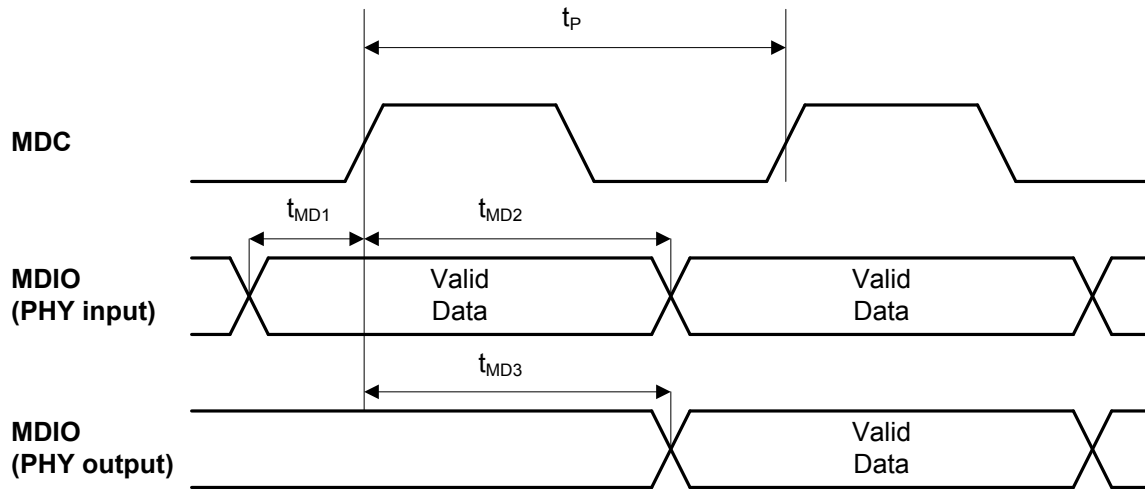 tP
MDC
tMD1
tMD2
MDIO
(PHY input)
Valid
Data
Valid
Data
tMD3
MDIO
(PHY output)
Valid
Data